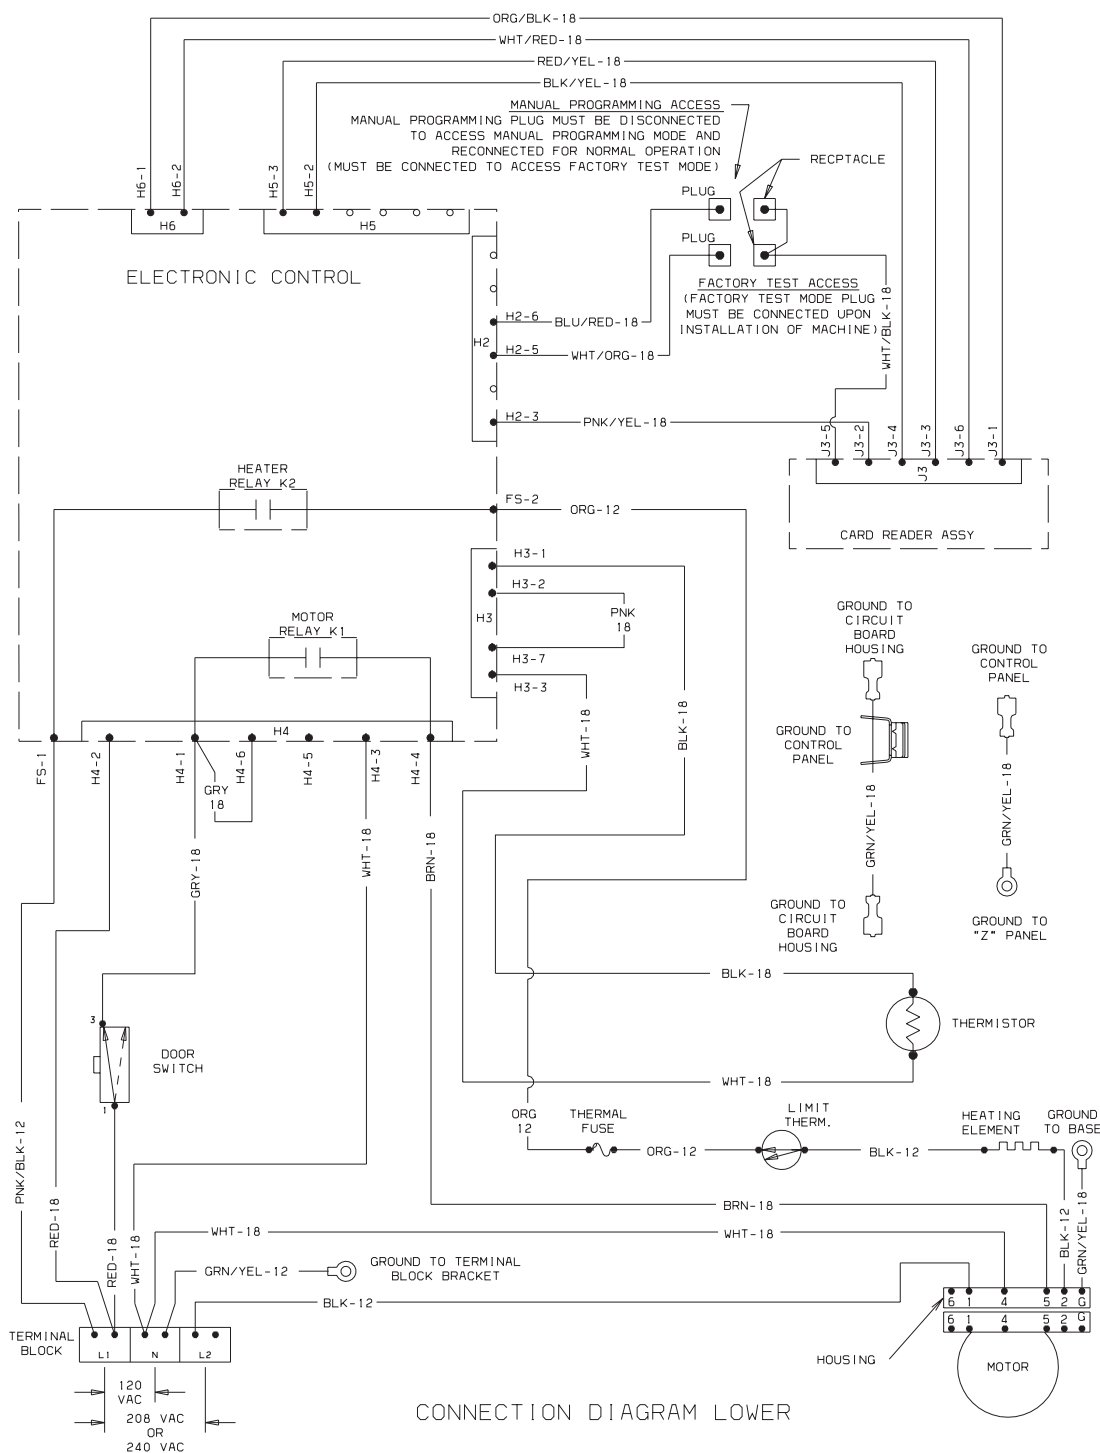 ORG/BLK-18
WHT/RED-18
RED/YEL-18
BLK/YEL-18
MANUAL PROGRAMMING ACCESS
MANUAL PROGRAMMING PLUG MUST BE DISCONNECTED
TO ACCESS MANUAL PROGRAMMING MODE AND
RECONNECTED FOR NORMAL OPERATION
(MUST BE CONNECTED TO ACCESS FACTORY TEST MODE)
RECPTACLE
H6-1
H6-2
H5-3
H5-2
PLUG
H6
H5
PLUG
ELECTRONIC CONTROL
FACTORY TEST ACCESS
(FACTORY TEST MODE PLUG
MUST BE CONNECTED UPON
INSTALLATION OF MACHINE)
WHT/BLK-18
H2-6
BLU/RED-18
H2
H2-5
WHT/ORG-18
H2-3
PNK/YEL-18
J3-5
J3-2
J3-4
J3-3
J3-6
J3-1
J3
CARD READER ASSY
HEATER
RELAY K2
FS-2
ORG-12
H3-1
H3-2
H3
PNK
18
H3-7
H3-3
MOTOR
RELAY K1
GROUND TO
CIRCUIT
BOARD
HOUSING
GROUND TO
CONTROL
PANEL
GROUND TO
CONTROL
PANEL
H4
FS-1
H4-2
H4-1
H4-6
H4-5
H4-3
H4-4
GRY
18
WHT-18
BLK-18
GRY-18
WHT-18
BRN-18
GRN/YEL-18
GRN/YEL-18
GROUND TO
CIRCUIT
BOARD
HOUSING
GROUND TO
"Z" PANEL
BLK-18
THERMISTOR
WHT-18
3
DOOR
SWITCH
1
ORG
12
THERMAL
FUSE
LIMIT
THERM.
HEATING
ELEMENT
GROUND
TO BASE
ORG-12
BLK-12
PNK/BLK-12
RED-18
RED-18
WHT-18
BRN-18
WHT-18
WHT-18
BLK-12
GRN/YEL-18
GRN/YEL-12
GROUND TO TERMINAL
BLOCK BRACKET
BLK-12
6 1 4 5 2 G
6 1 4 5 2 G
TERMINAL
BLOCK
L1
N
L2
HOUSING
MOTOR
120
VAC
208 VAC
OR
240 VAC
CONNECTION DIAGRAM LOWER